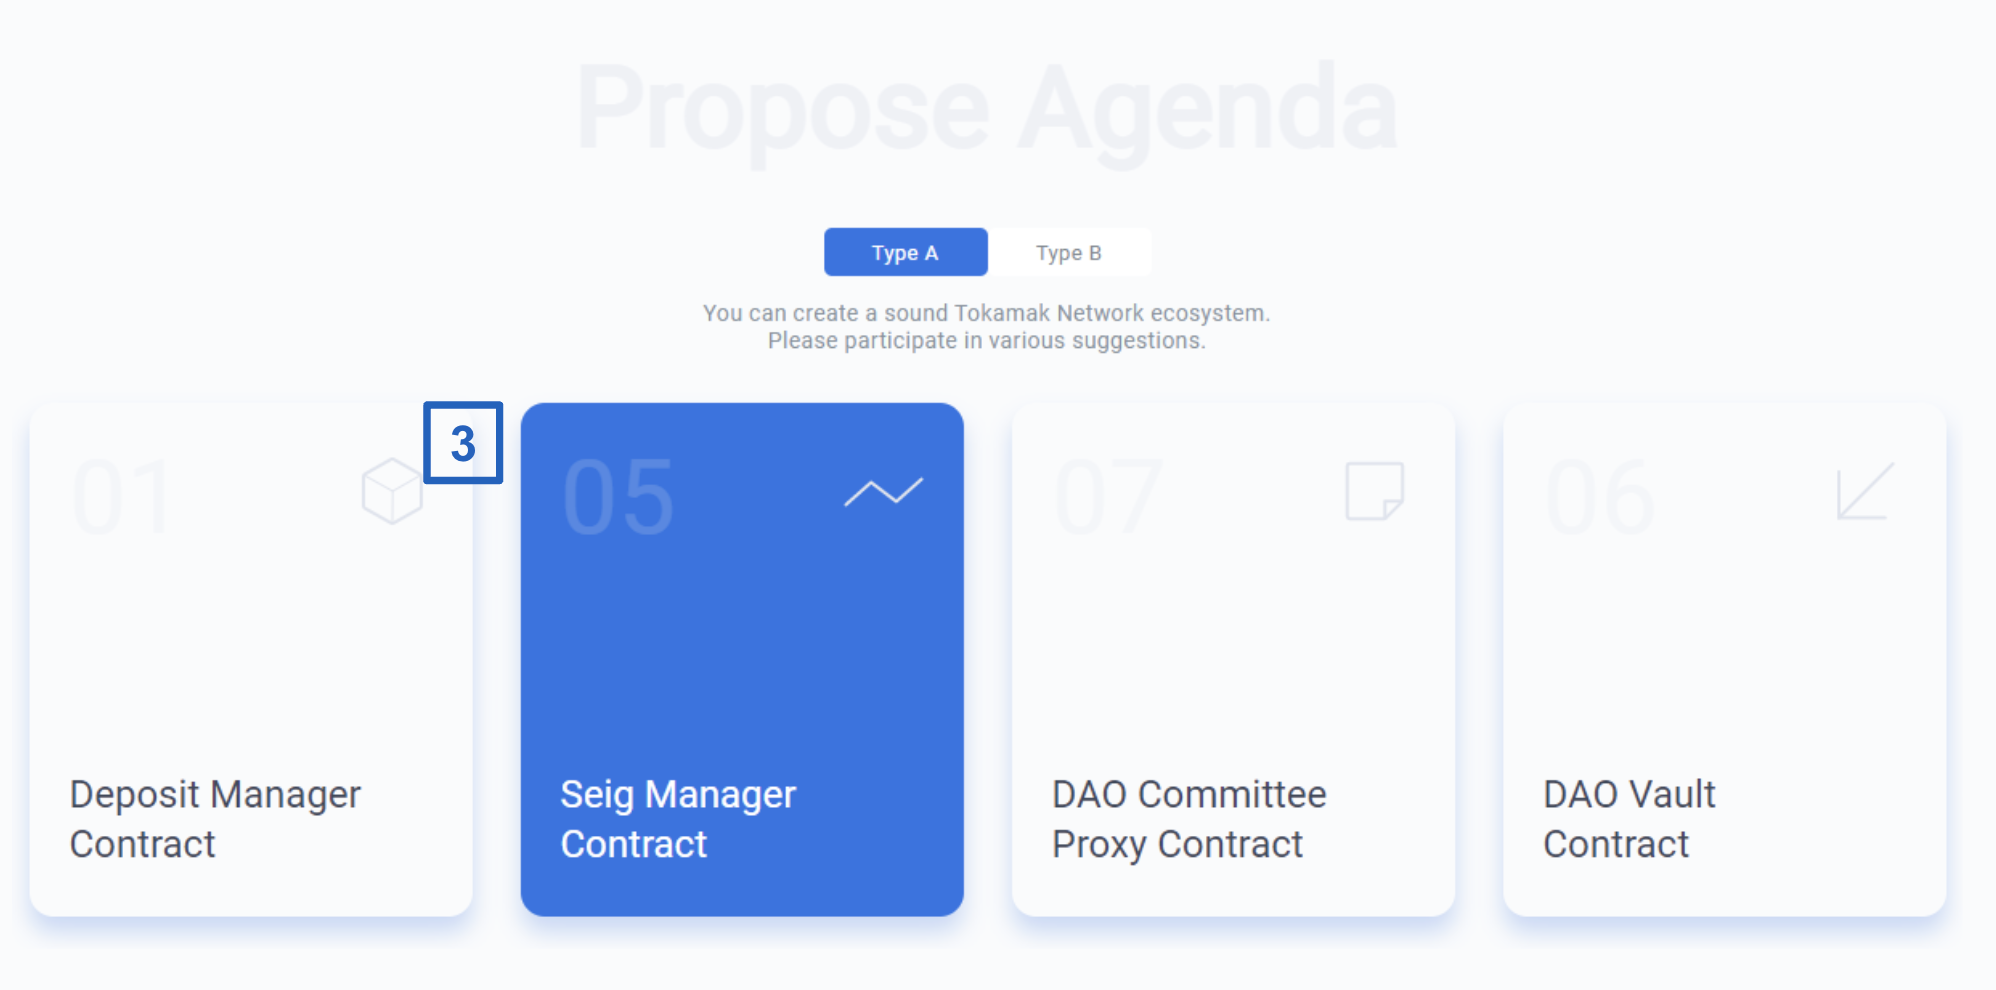 Propose Agenda
Type A
Type B
You can create a sound Tokamak Network ecosystem.
Please participate in various suggestions.
01
3
Deposit Manager
Contract
05
Seig Manager
Contract
07
DAO Committee
Proxy Contract
06
DAO Vault
Contract